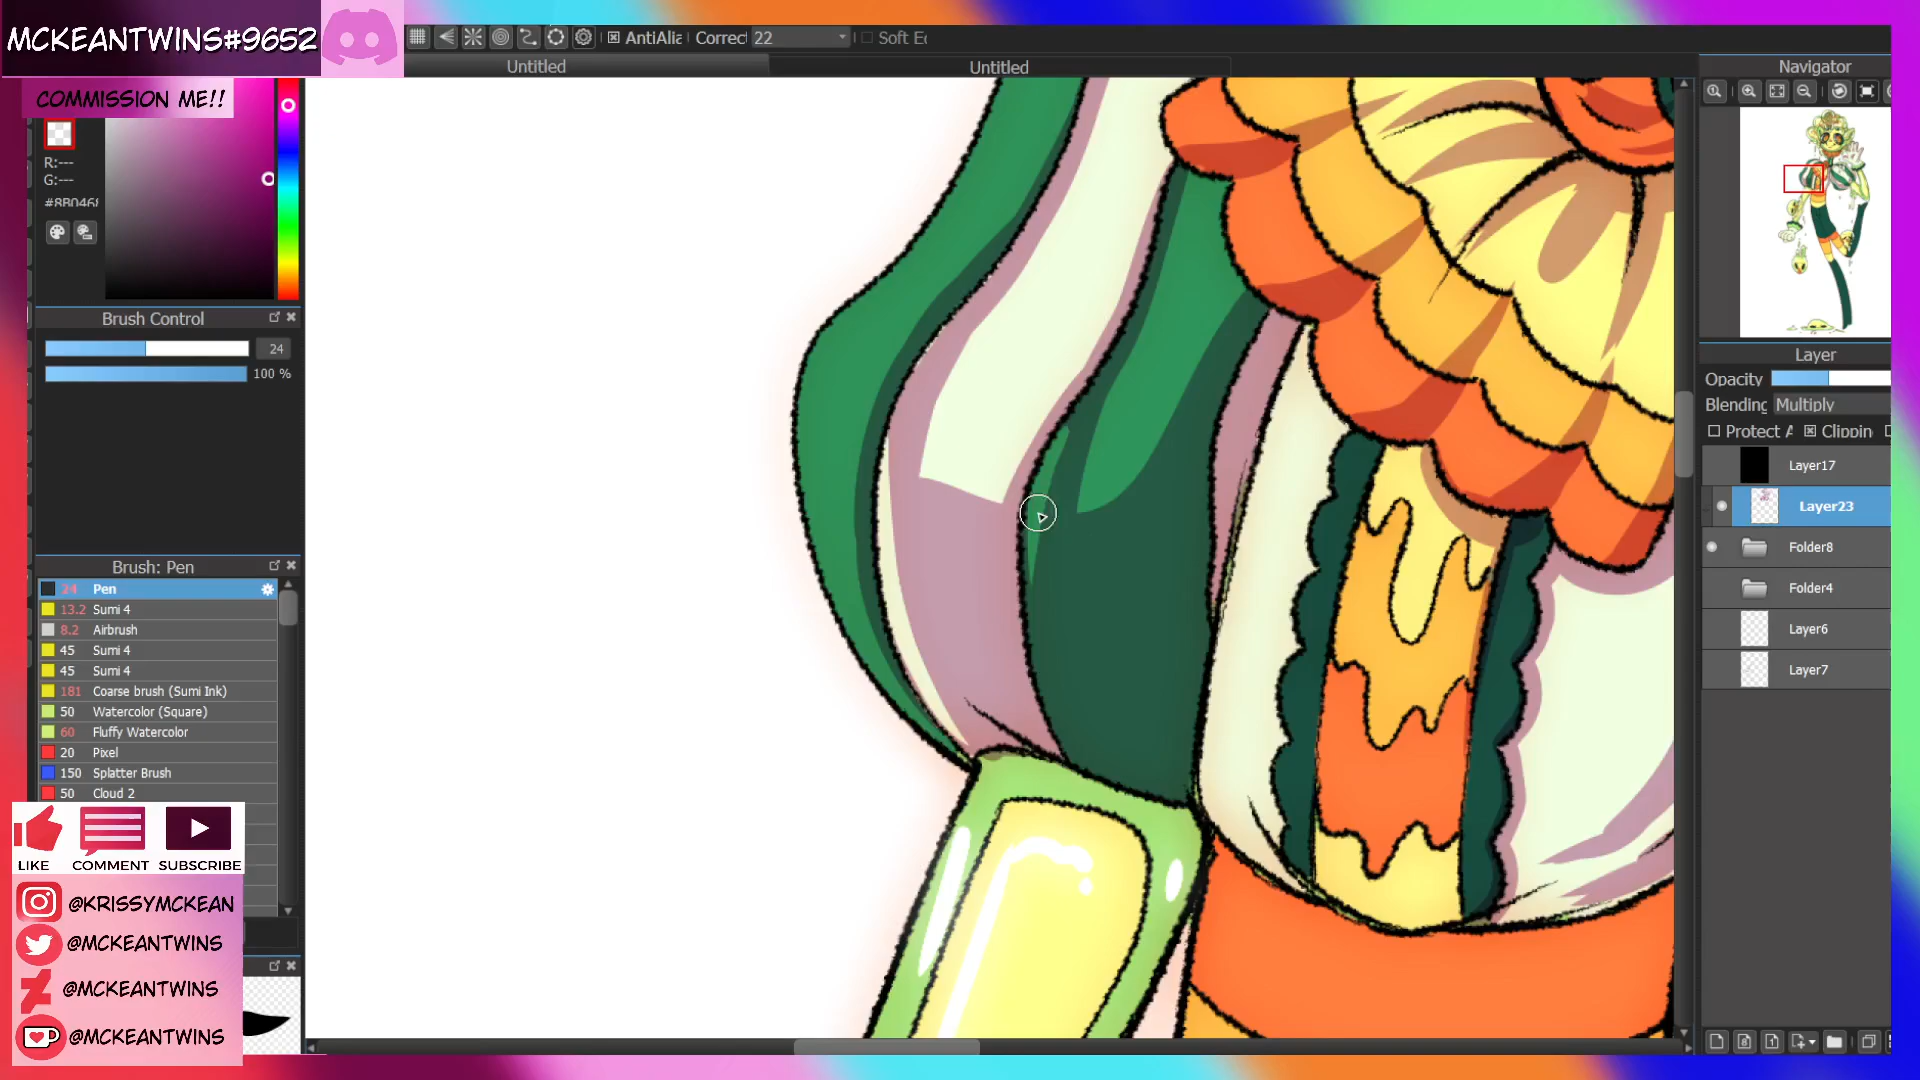 MCKEANTWINS#9652
COMMISSION ME!!
AntiAlia
Correct
22
Soft E
Untitled
Untitled
R:---
G:---
Brush Control
24
100 %
Brush: Pen
24 Pen
13.2 Sumi 4
8.2 Airbrush
45 Sumi 4
45 Sumi 4
181 Coarse brush (Sumi Ink)
50 Watercolor (Square)
60 Fluffy Watercolor
20 Pixel
150 Splatter Brush
50 Cloud 2
LIKE COMMENT SUBSCRIBE
@KRISSYMCKEAN
@MCKEANTWINS
@MCKEANTWINS
@MCKEANTWINS
Navigator
Layer
Opacity
Blending Multiply
Protect A Clippin
Layer17
Layer23
Folder8
Folder4
Layer6
Layer7